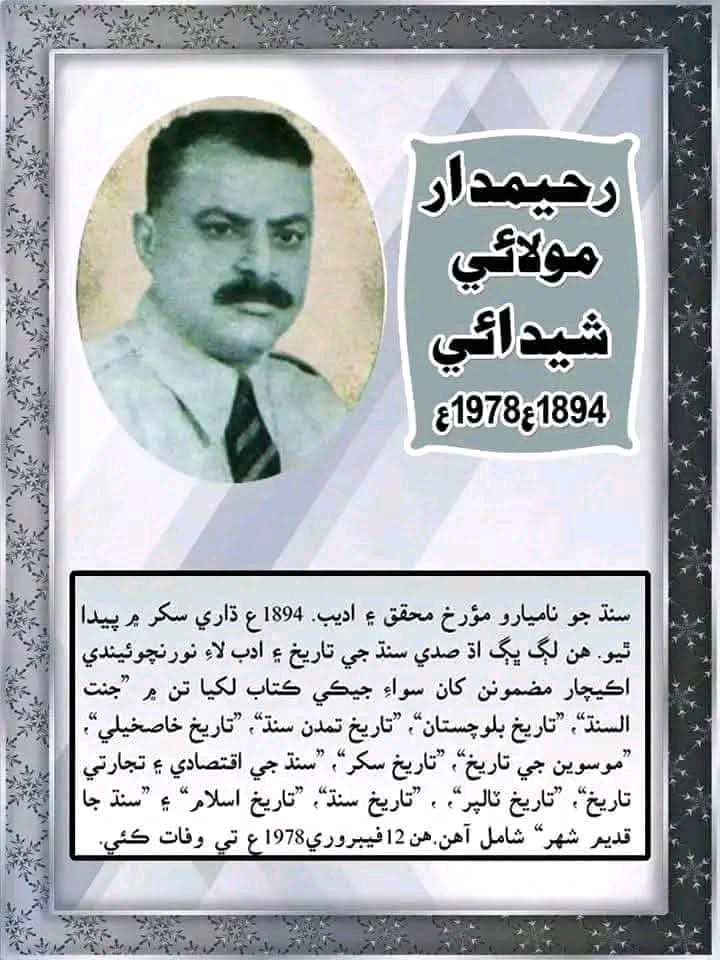 رحيمدار
مولائي
شيدائي
1894ع1978ع
سنڌ جو ناميارو مؤرخ محقق ۽ اديب. 1894ع ڌاري سکر ۾ پيدا
ٿيو. هن لڳ ڀڳ اڌ صدي سنڌ جي تاريخ ۽ ادب لاءِ نورنچوئيندي
اڪيچار مضمونن کان سواءِ جيڪي ڪتاب لکيا تن ۾ ”جنت
السنڌ“، ”تاريخ بلوچستان“، ”تاريخ تمدن سنڌ“، ”تاريخ خاصخيلي“،
”موسوين جي تاريخ“، ”تاريخ سکر“، ”سنڌ جي اقتصادي ۽ تجارتي
تاريخ“، ”تاريخ ٽالپر“، ، ”تاريخ سنڌ“، ”تاريخ اسلام“ ۽ ”سنڌ جا
قديم شهر“ شامل آهن.هن 12فيبروري1978ع تي وفات ڪئي.